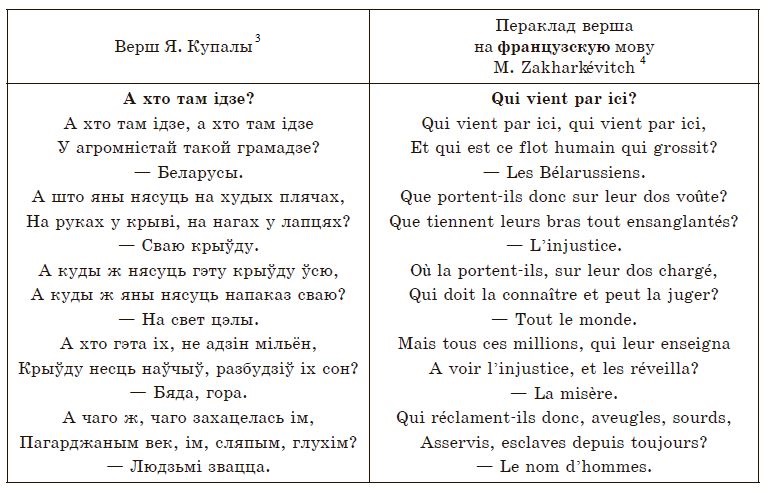 Верш Я. Купалы 3
Пераклад верша
на французскую мову
M. Zakharkévitch 4
А хто там ідзе?
А хто там ідзе, а хто там ідзе
У агромністай такой грамадзе?
— Беларусы.
А што яны нясуць на худых плячах,
На руках у крыві, на нагах у лапцях?
— Сваю крыўду.
А куды ж нясуць гэту крыўду ўсю,
А куды ж яны нясуць напаказ сваю?
— На свет цэлы.
А хто гэта іх, не адзін мільён,
Крыўду несць наўчыў, разбудзіў іх сон?
— Бяда, гора.
А чаго ж, чаго захацелась ім,
Пагарджаным век, ім, сляпым, глухім?
— Людзьмі звацца.
Qui vient par ici?
Qui vient par ici, qui vient par ici,
Et qui est ce flot humain qui grossit?
— Les Bélarussiens.
Que portent-ils donc sur leur dos voûte?
Que tiennent leurs bras tout ensanglantés?
— L'injustice.
Où la portent-ils, sur leur dos chargé,
Qui doit la connaître et peut la juger?
— Tout le monde.
Mais tous ces millions, qui leur enseigna
A voir l'injustice, et les réveilla?
— La misère.
Qui réclament-ils donc, aveugles, sourds,
Asservis, esclaves depuis toujours?
— Le nom d'hommes.